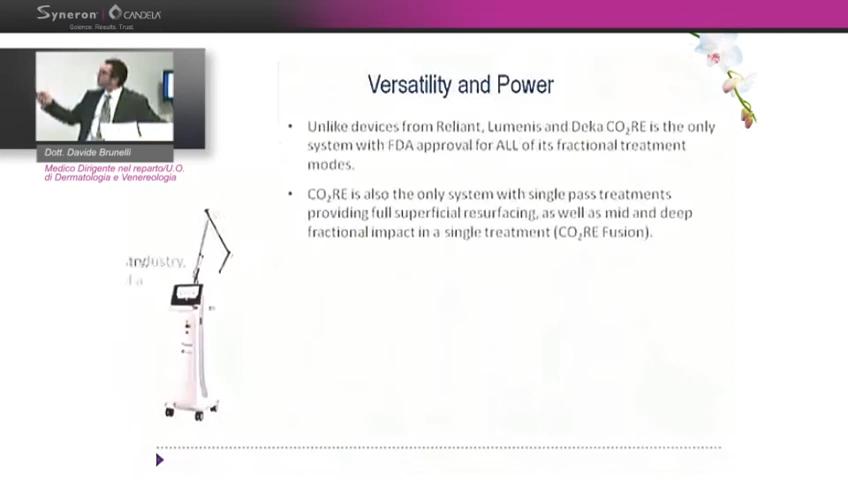 Syneron CANDELA
Science. Results. Trust.
Dott. Davide Brunelli
Medico Dirigente nel reparto/U.O.
di Dermatologia e Venereologia
Versatility and Power
• Unlike devices from Reliant, Lumenis and Deka CO₂RE is the only
system with FDA approval for ALL of its fractional treatment
modes.
• CO₂RE is also the only system with single pass treatments
providing full superficial resurfacing, as well as mid and deep
fractional impact in a single treatment (CO₂RE Fusion).